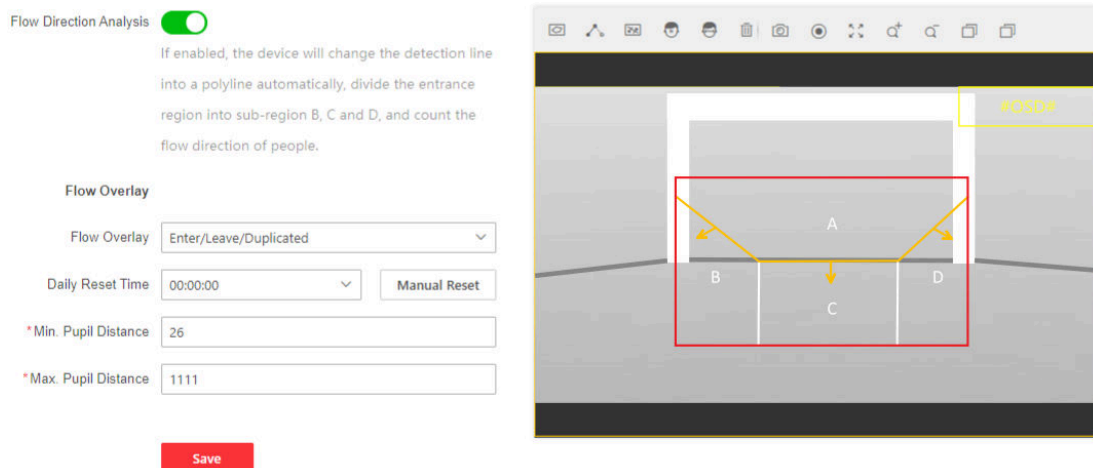 Flow Direction Analysis
If enabled, the device will change the detection line
into a polyline automatically, divide the entrance
region into sub-region B, C and D, and count the
flow direction of people.
Flow Overlay
Flow Overlay Enter/Leave/Duplicated
Daily Reset Time 00:00:00 Manual Reset
*Min. Pupil Distance 26
*Max. Pupil Distance 1111
Save
#OSD#
A
B
D
C